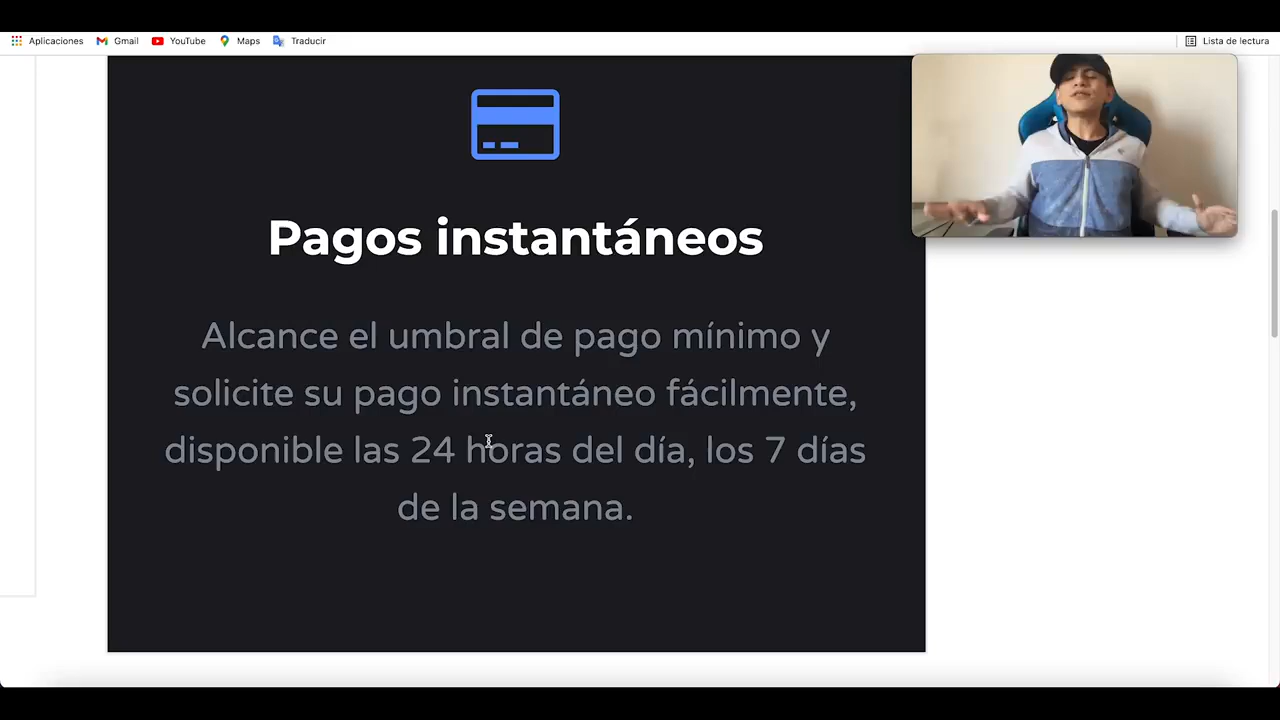 Aplicaciones Gmail YouTube Maps Traducir Lista de lectura
Pagos instantáneos
Alcance el umbral de pago mínimo y
solicite su pago instantáneo fácilmente,
disponible las 24 horas del día, los 7 días
de la semana.